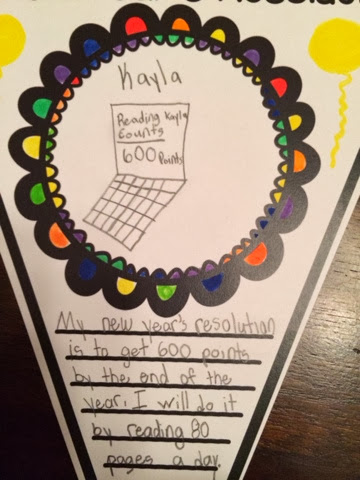 Kayla
Reading Kayla
Counts
600 Points
My new year's resolution
is to get 600 points
by the end of the
year. I will do it
by reading 80
pages a day.